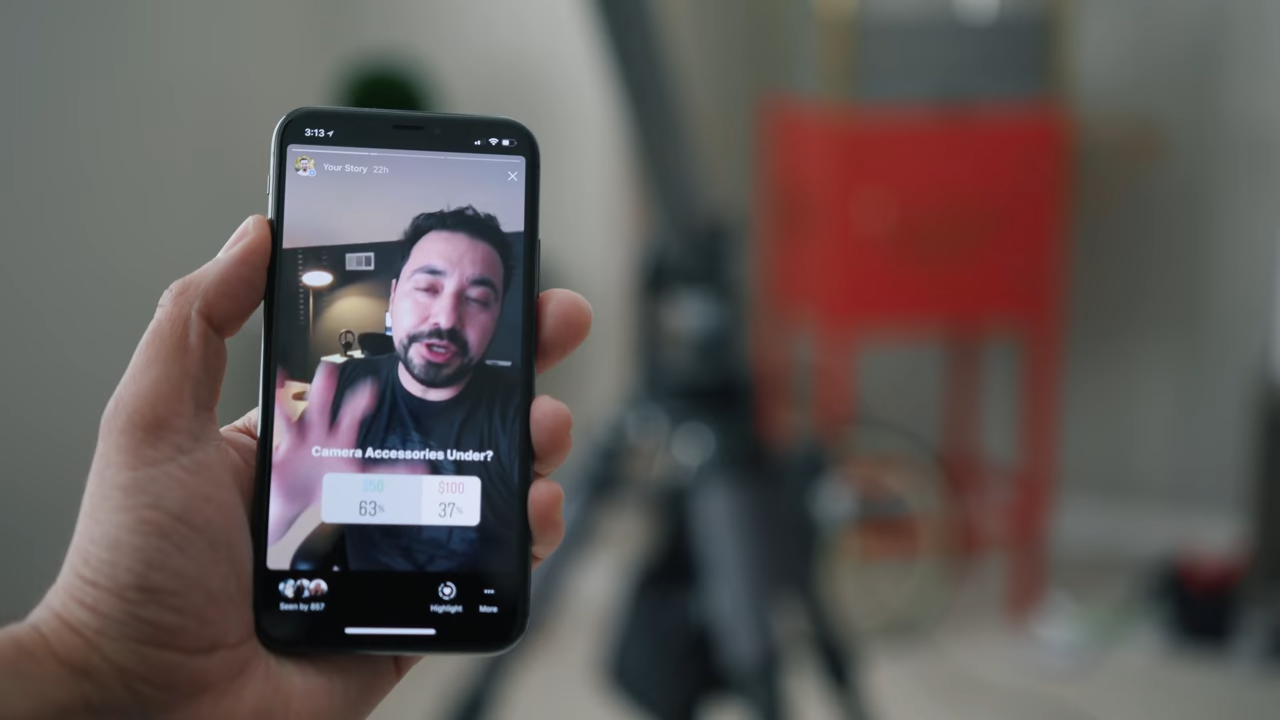 3:13
Your Story 22h
Camera Accessories Under?
$50 $100
63% 37%
Seen by 857
Highlight More